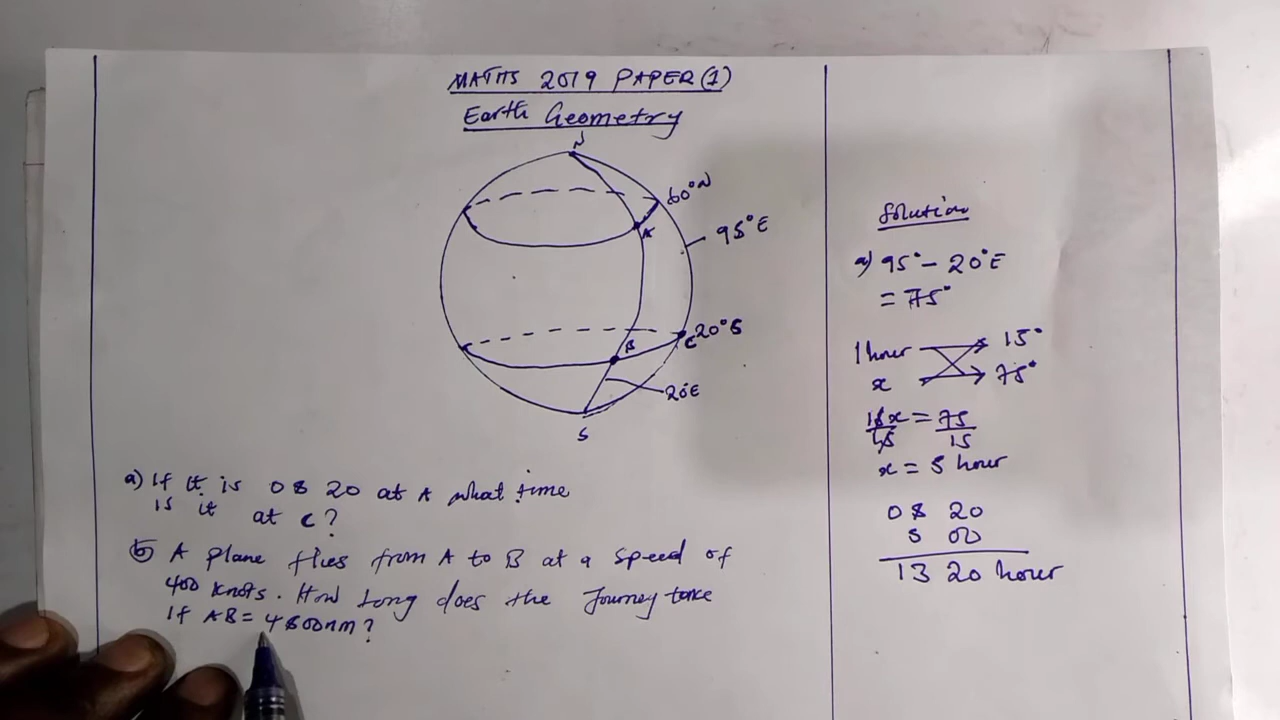 MATHS 2019 PAPER (1)
Earth Geometry
N
60°N
A
95°E
20°S
B
C
20°E
S
a) If it is 08 20 at A what time
is it at C?
b) A plane flies from A to B at a speed of
400 knots. How long does the Journey take
If AB = 4800nm?
Solution
a) 95° - 20°E
= 75°
1 hour 15°
x 75°
15x = 75
15 15
x = 5 hour
08 20
5 00
13 20 hour